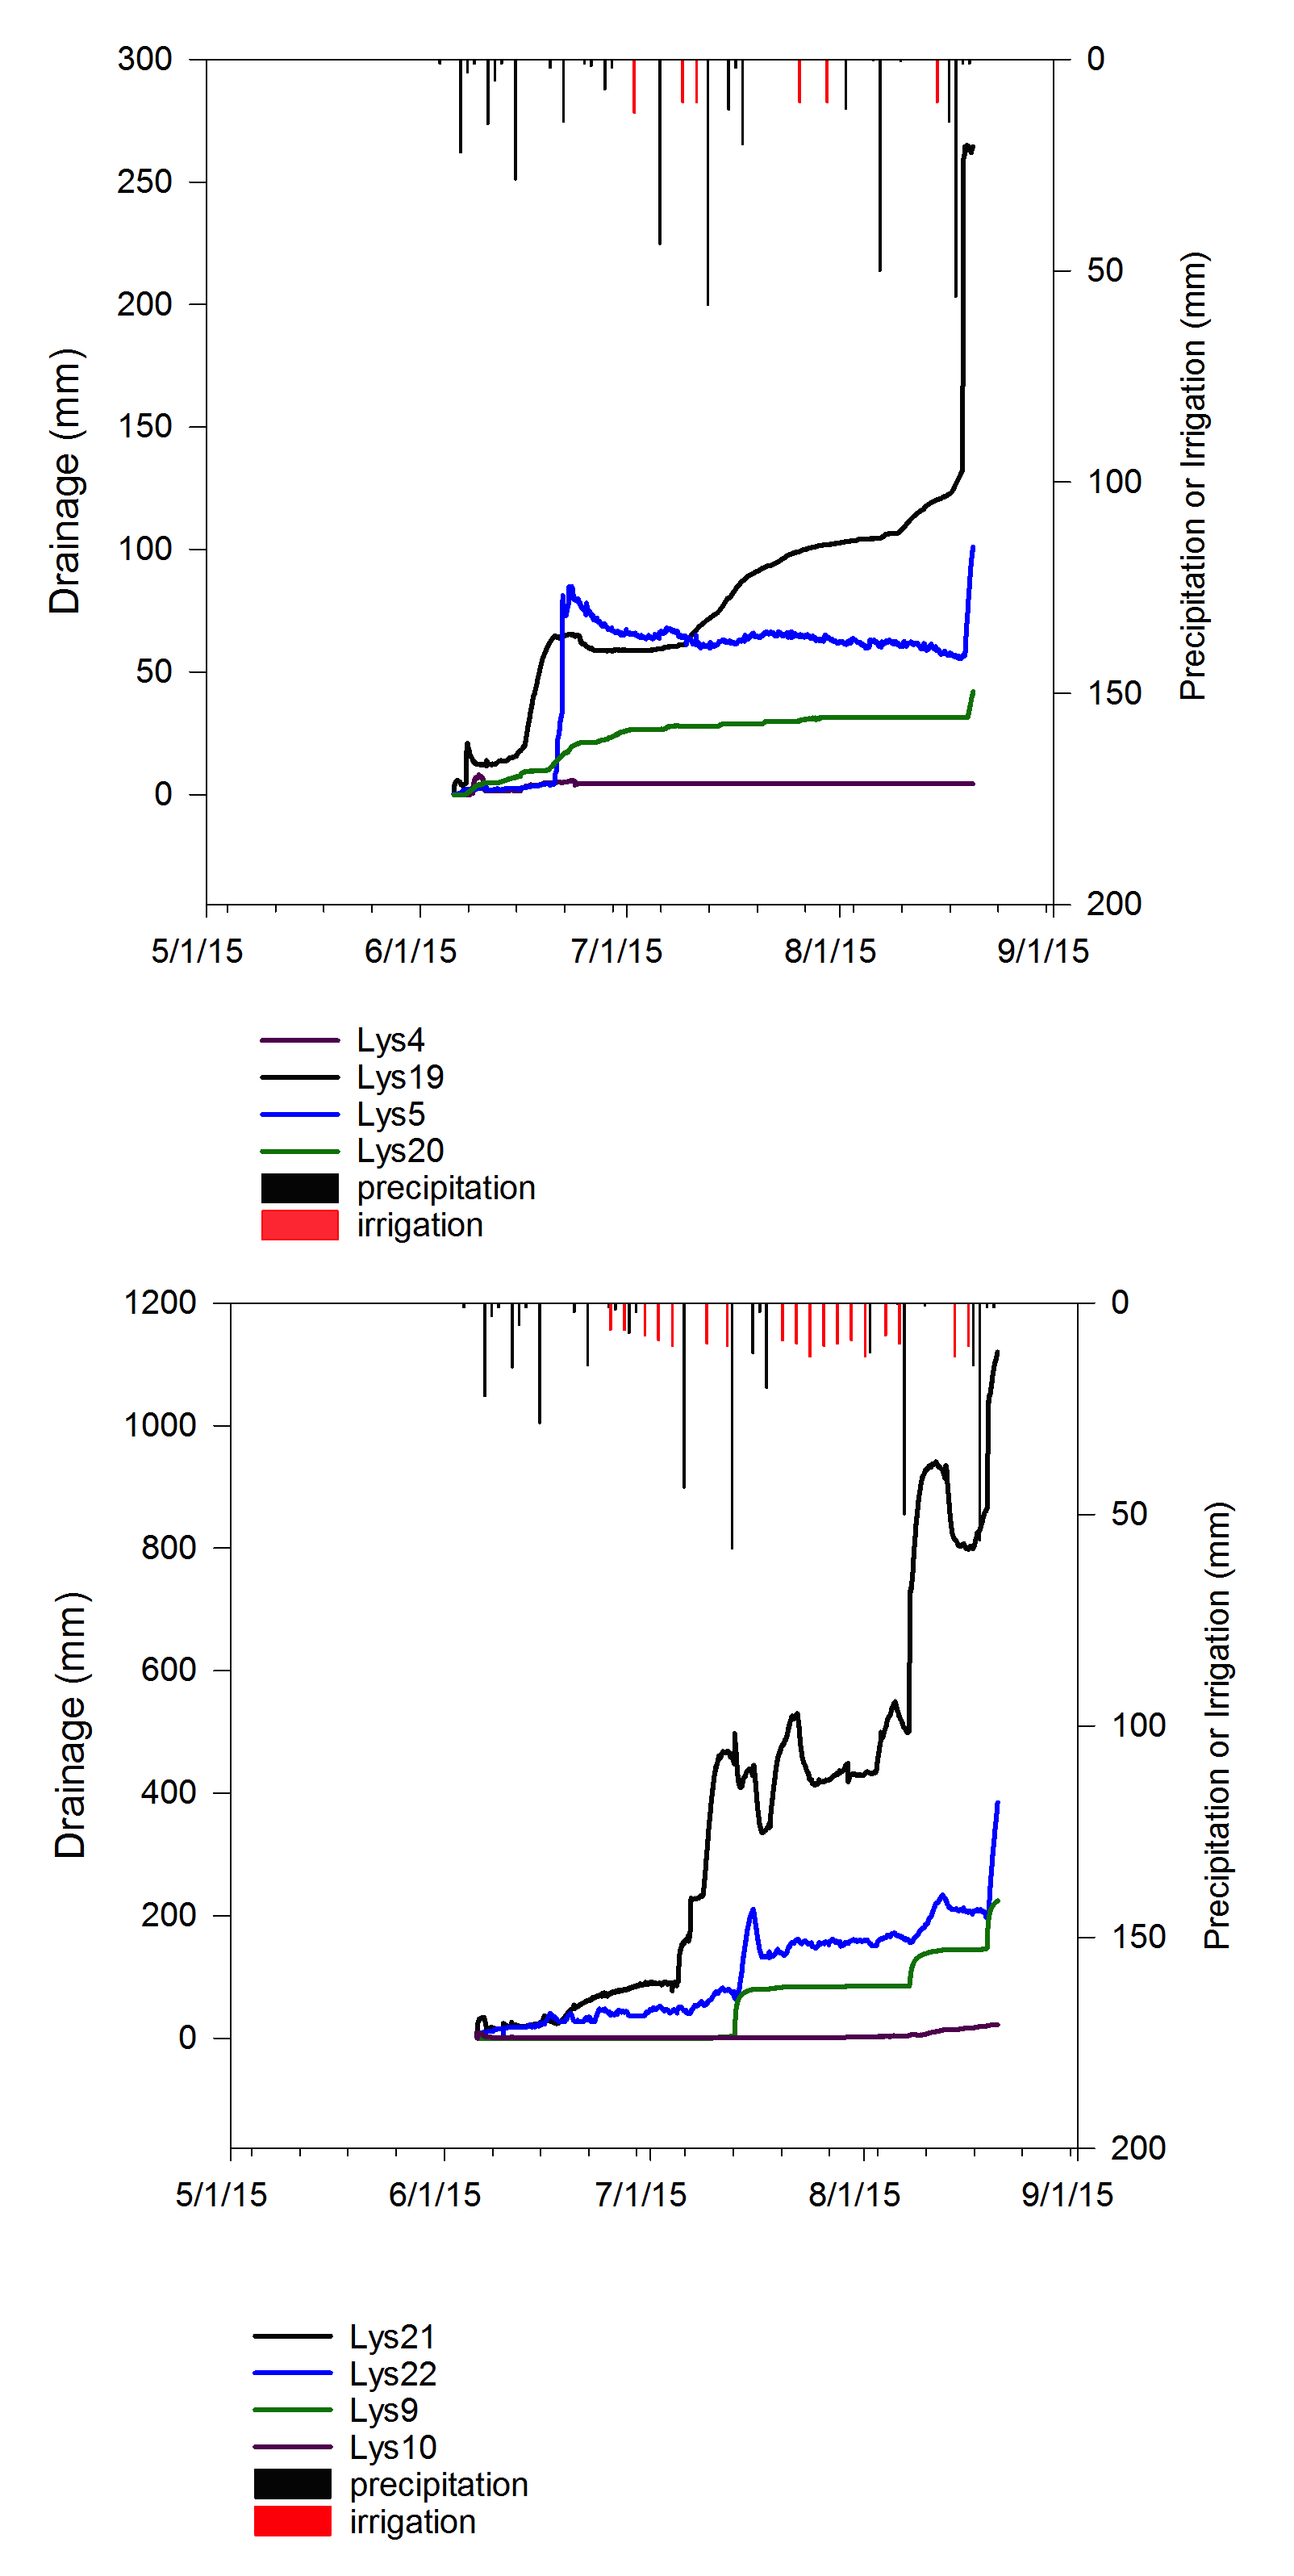 300
250
200
150
100
50
0
Drainage (mm)
0
50
100
150
200
Precipitation or Irrigation (mm)
5/1/15 6/1/15 7/1/15 8/1/15 9/1/15
Lys4
Lys19
Lys5
Lys20
precipitation
irrigation
1200
1000
800
600
400
200
0
Drainage (mm)
0
50
100
150
200
Precipitation or Irrigation (mm)
5/1/15 6/1/15 7/1/15 8/1/15 9/1/15
Lys21
Lys22
Lys9
Lys10
precipitation
irrigation